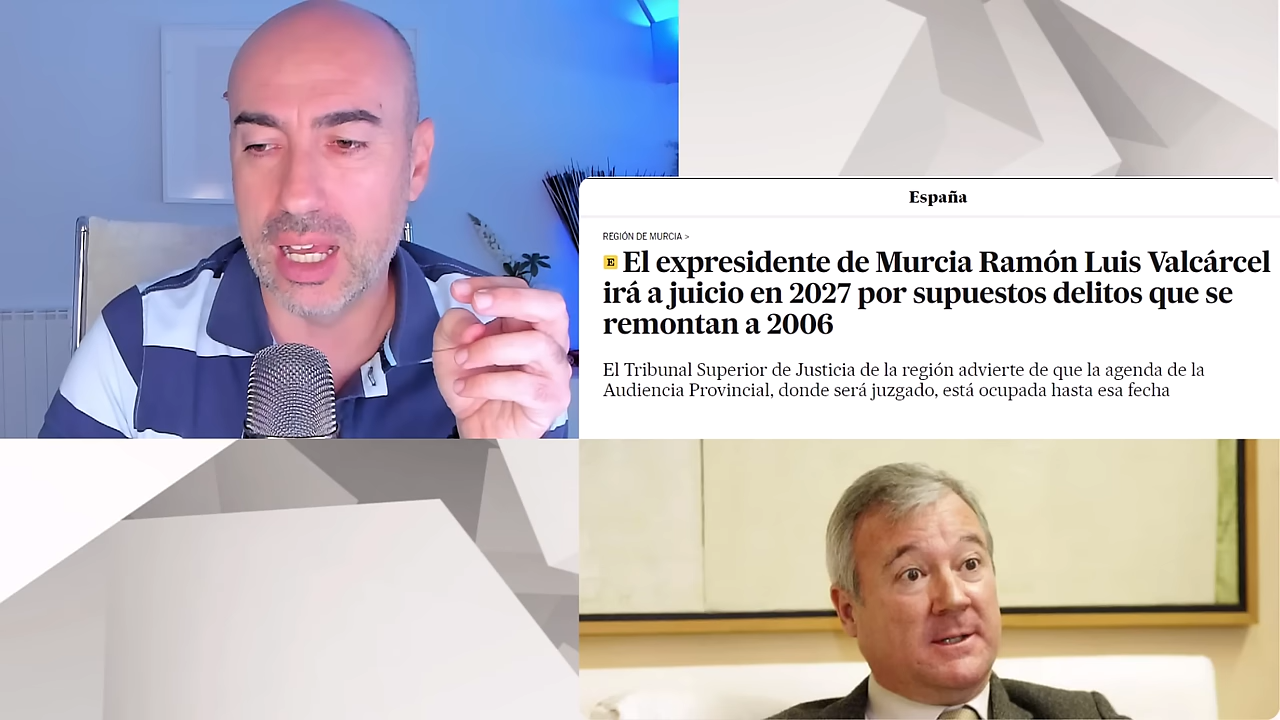 España
REGIÓN DE MURCIA >
E El expresidente de Murcia Ramón Luis Valcárcel
irá a juicio en 2027 por supuestos delitos que se
remontan a 2006
El Tribunal Superior de Justicia de la región advierte de que la agenda de la
Audiencia Provincial, donde será juzgado, está ocupada hasta esa fecha